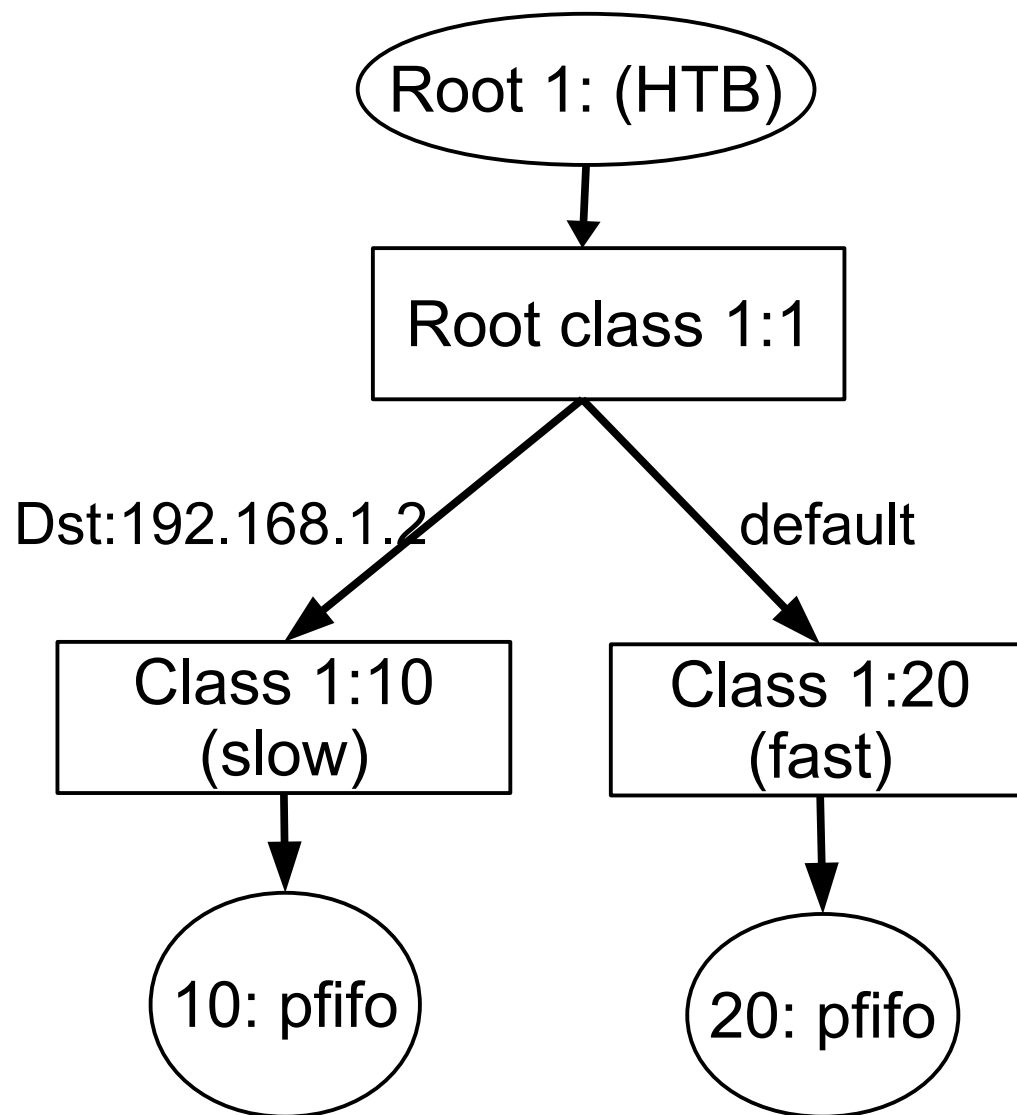 Root 1: (HTB)
Root class 1:1
Dst:192.168.1.2
default
Class 1:10
(slow)
Class 1:20
(fast)
10: pfifo
20: pfifo